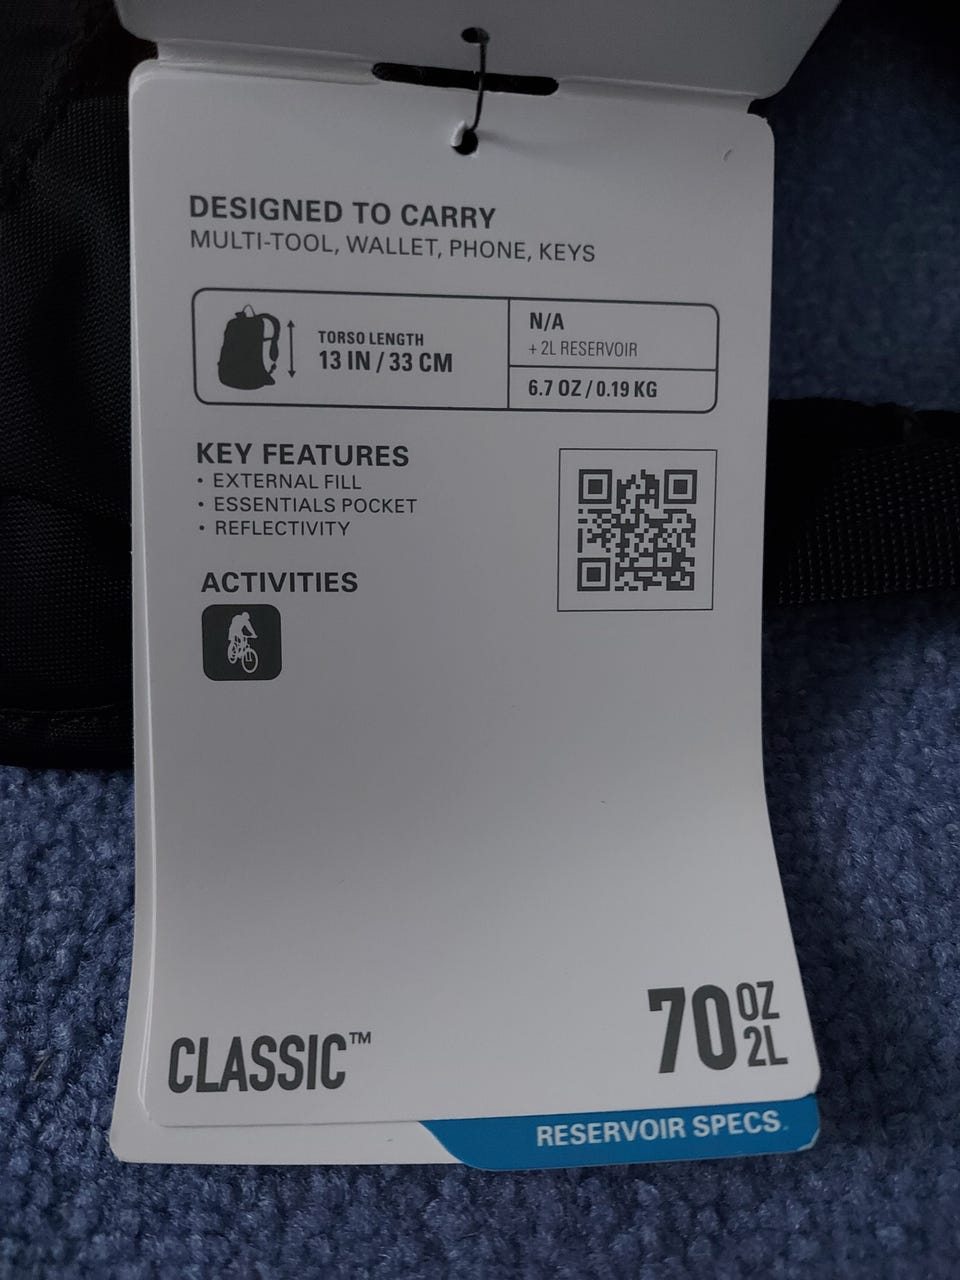 DESIGNED TO CARRY
MULTI-TOOL, WALLET, PHONE, KEYS
TORSO LENGTH
13 IN / 33 CM
N/A
+ 2L RESERVOIR
6.7 OZ / 0.19 KG
KEY FEATURES
• EXTERNAL FILL
• ESSENTIALS POCKET
• REFLECTIVITY
ACTIVITIES
CLASSIC™
70 OZ
2L
RESERVOIR SPECS